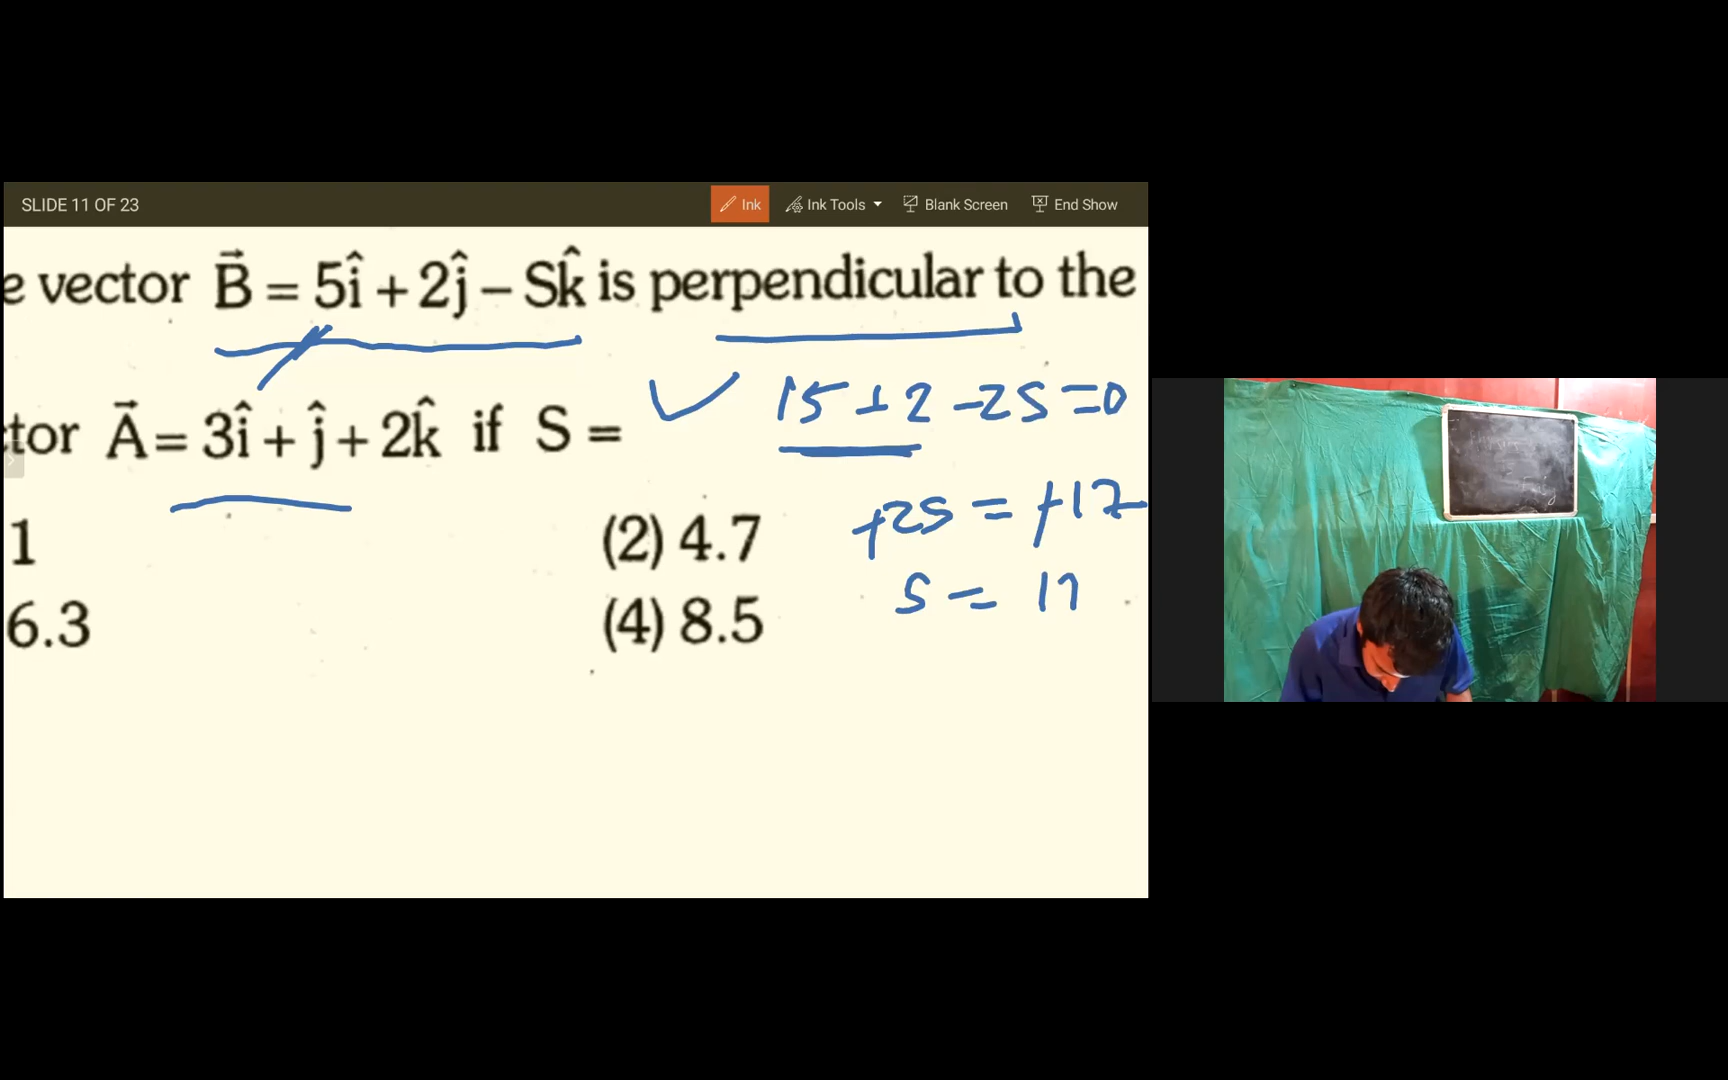 SLIDE 11 OF 23 Ink Ink Tools Blank Screen End Show
e vector B⃗ = 5î + 2ĵ – Sk̂ is perpendicular to the
tor A⃗ = 3î + ĵ + 2k̂ if S =
15 + 2 – 2S = 0
+2S = +17
1 (2) 4.7
S = 17
6.3 (4) 8.5